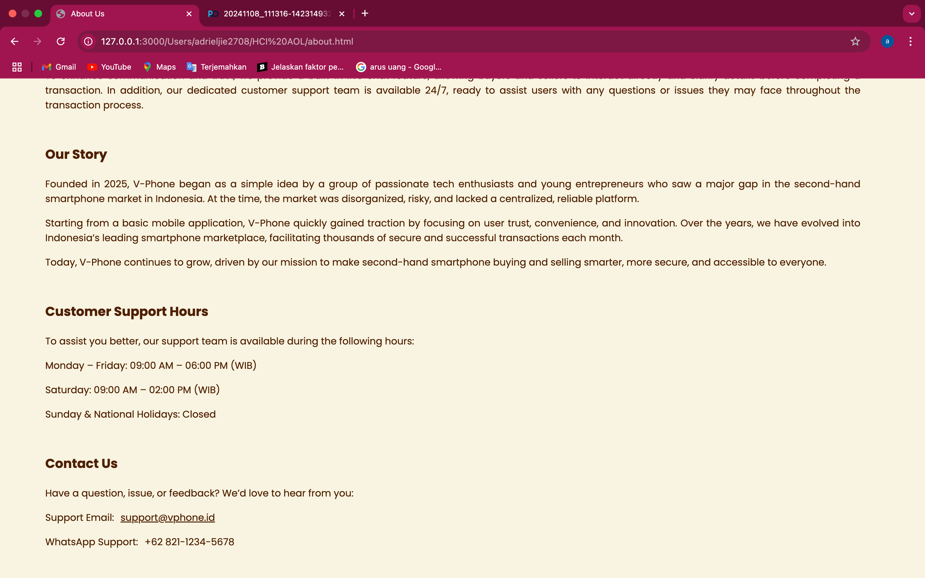 About Us
20241108_111316-1423149
127.0.0.1:3000/Users/adrieljie2708/HCI%20AOL/about.html
a
Gmail
YouTube
Maps
Terjemahkan
Jelaskan faktor pe...
arus uang - Googl...
transaction. In addition, our dedicated customer support team is available 24/7, ready to assist users with any questions or issues they may face throughout the
transaction process.
Our Story
Founded in 2025, V-Phone began as a simple idea by a group of passionate tech enthusiasts and young entrepreneurs who saw a major gap in the second-hand
smartphone market in Indonesia. At the time, the market was disorganized, risky, and lacked a centralized, reliable platform.
Starting from a basic mobile application, V-Phone quickly gained traction by focusing on user trust, convenience, and innovation. Over the years, we have evolved into
Indonesia's leading smartphone marketplace, facilitating thousands of secure and successful transactions each month.
Today, V-Phone continues to grow, driven by our mission to make second-hand smartphone buying and selling smarter, more secure, and accessible to everyone.
Customer Support Hours
To assist you better, our support team is available during the following hours:
Monday – Friday: 09:00 AM – 06:00 PM (WIB)
Saturday: 09:00 AM – 02:00 PM (WIB)
Sunday & National Holidays: Closed
Contact Us
Have a question, issue, or feedback? We'd love to hear from you:
Support Email: support@vphone.id
WhatsApp Support: +62 821-1234-5678